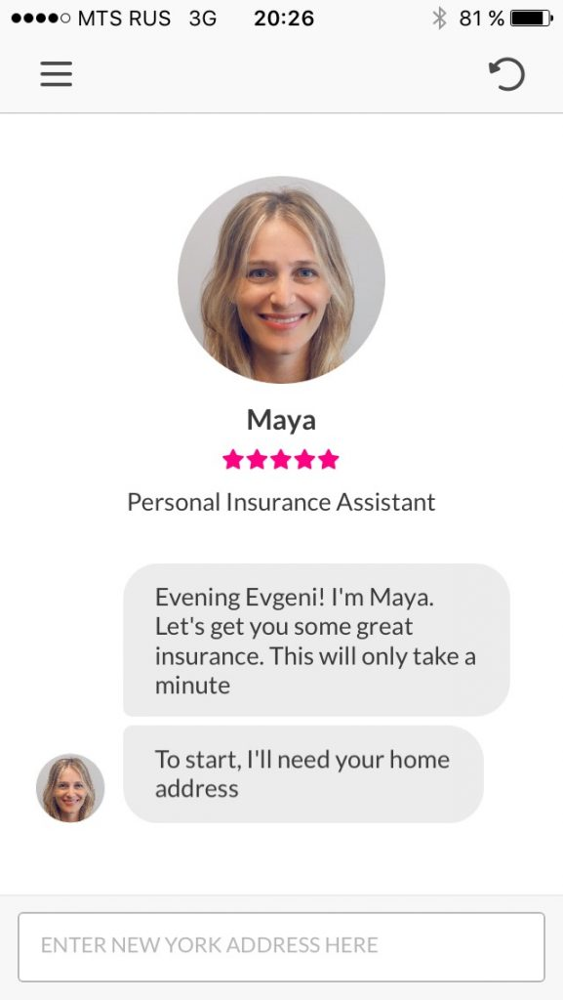 MTS RUS 3G 20:26 81 %
Maya
Personal Insurance Assistant
Evening Evgeni! I'm Maya.
Let's get you some great
insurance. This will only take a
minute
To start, I'll need your home
address
ENTER NEW YORK ADDRESS HERE